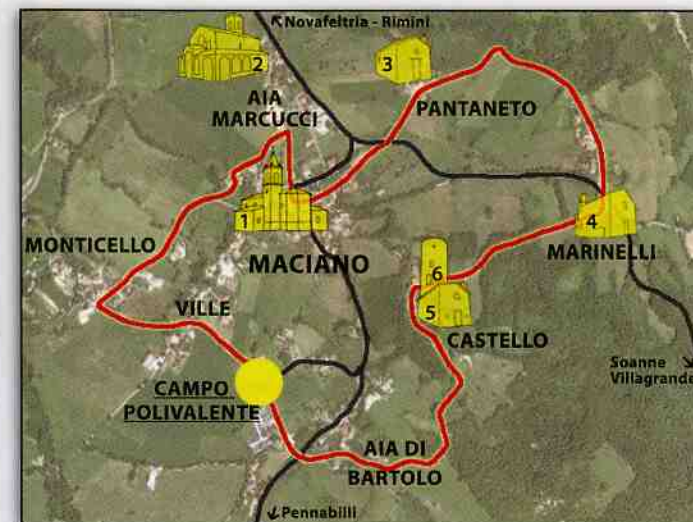 ↖Novafeltria - Rimini
2
3
AIA
MARCUCCI
PANTANETO
1
4
MONTICELLO
MACIANO
MARINELLI
6
5
VILLE
CASTELLO
CAMPO
POLIVALENTE
Soanne ↘
Villagrande
AIA DI
BARTOLO
↙Pennabilli